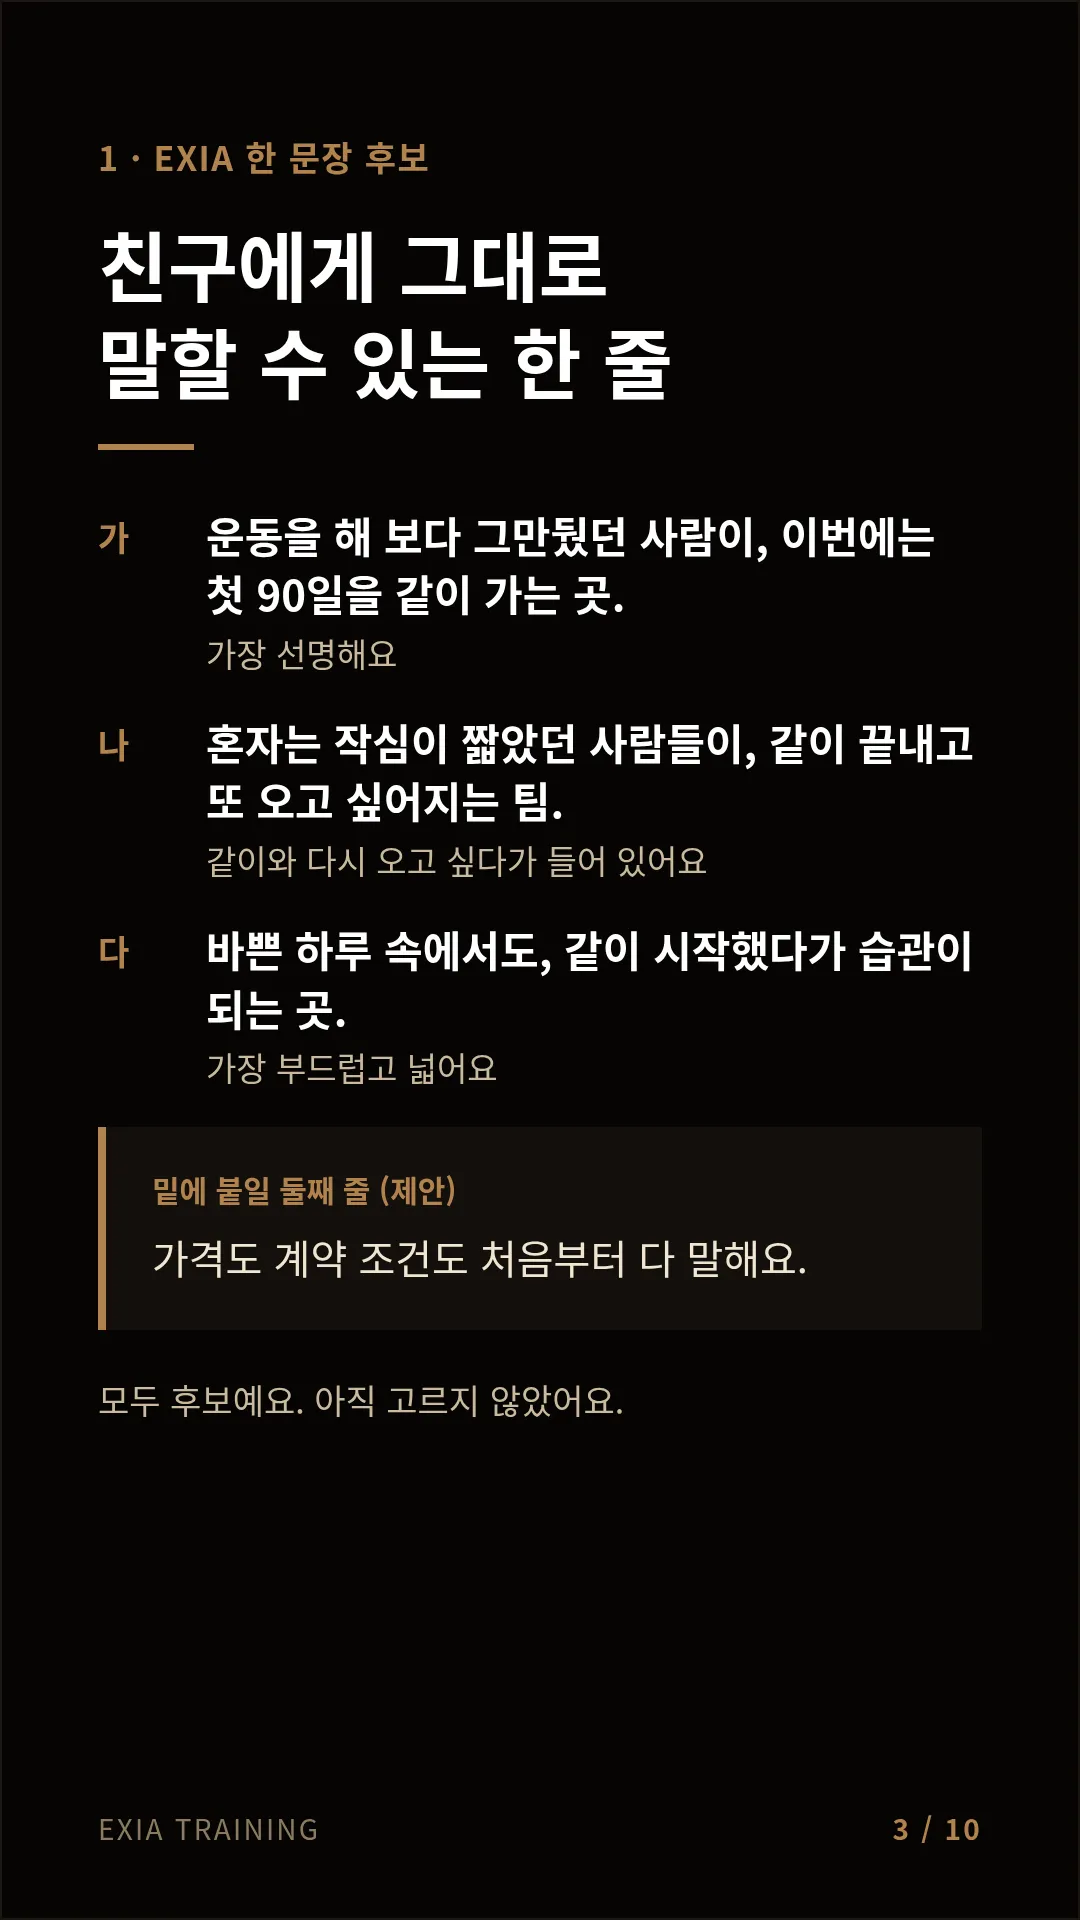 1 · EXIA 한 문장 후보
친구에게 그대로
말할 수 있는 한 줄
가
운동을 해 보다 그만뒀던 사람이, 이번에는
첫 90일을 같이 가는 곳.
가장 선명해요
나
혼자는 작심이 짧았던 사람들이, 같이 끝내고
또 오고 싶어지는 팀.
같이와 다시 오고 싶다가 들어 있어요
다
바쁜 하루 속에서도, 같이 시작했다가 습관이
되는 곳.
가장 부드럽고 넓어요
밑에 붙일 둘째 줄 (제안)
가격도 계약 조건도 처음부터 다 말해요.
모두 후보예요. 아직 고르지 않았어요.
EXIA TRAINING
3 / 10